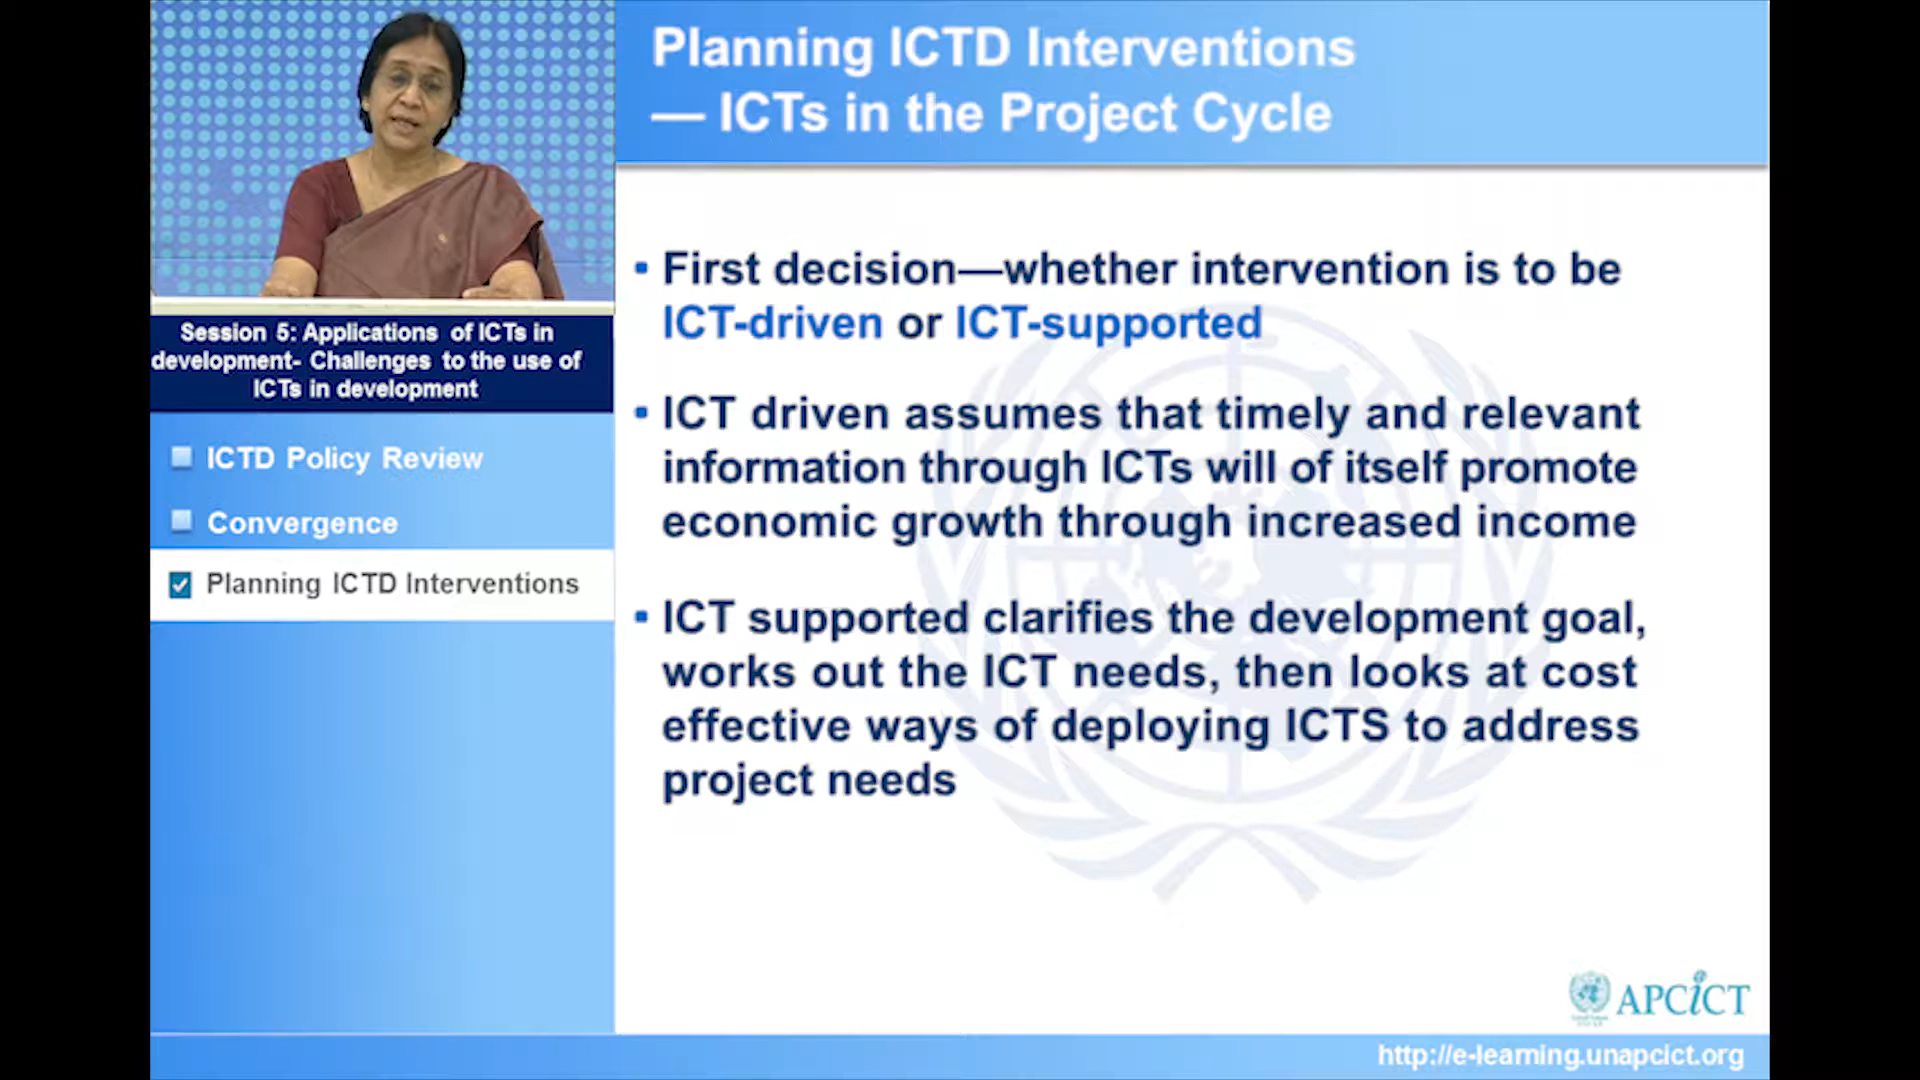 Planning ICTD Interventions
— ICTs in the Project Cycle
Session 5: Applications of ICTs in
development- Challenges to the use of
ICTs in development
ICTD Policy Review
Convergence
Planning ICTD Interventions
• First decision—whether intervention is to be
ICT-driven or ICT-supported
• ICT driven assumes that timely and relevant
information through ICTs will of itself promote
economic growth through increased income
• ICT supported clarifies the development goal,
works out the ICT needs, then looks at cost
effective ways of deploying ICTS to address
project needs
APCiCT
http://e-learning.unapcict.org